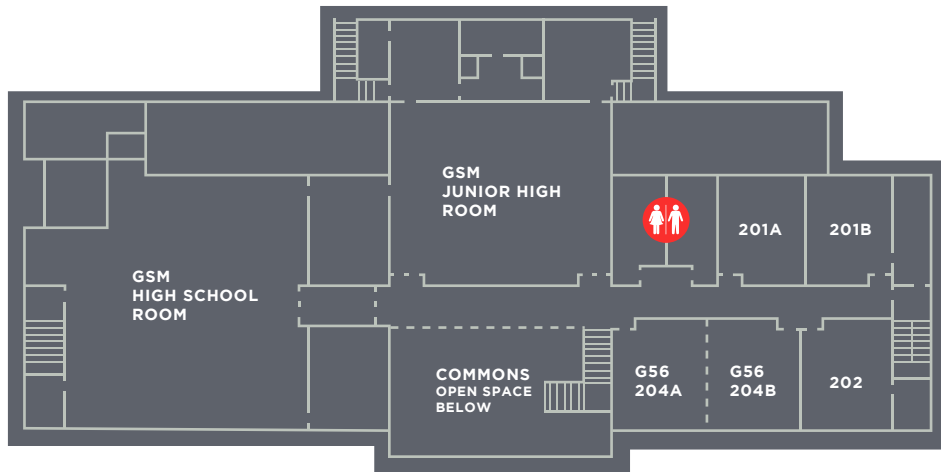 GSM
JUNIOR HIGH
ROOM
201A
201B
GSM
HIGH SCHOOL
ROOM
COMMONS
OPEN SPACE
BELOW
G56
204A
G56
204B
202